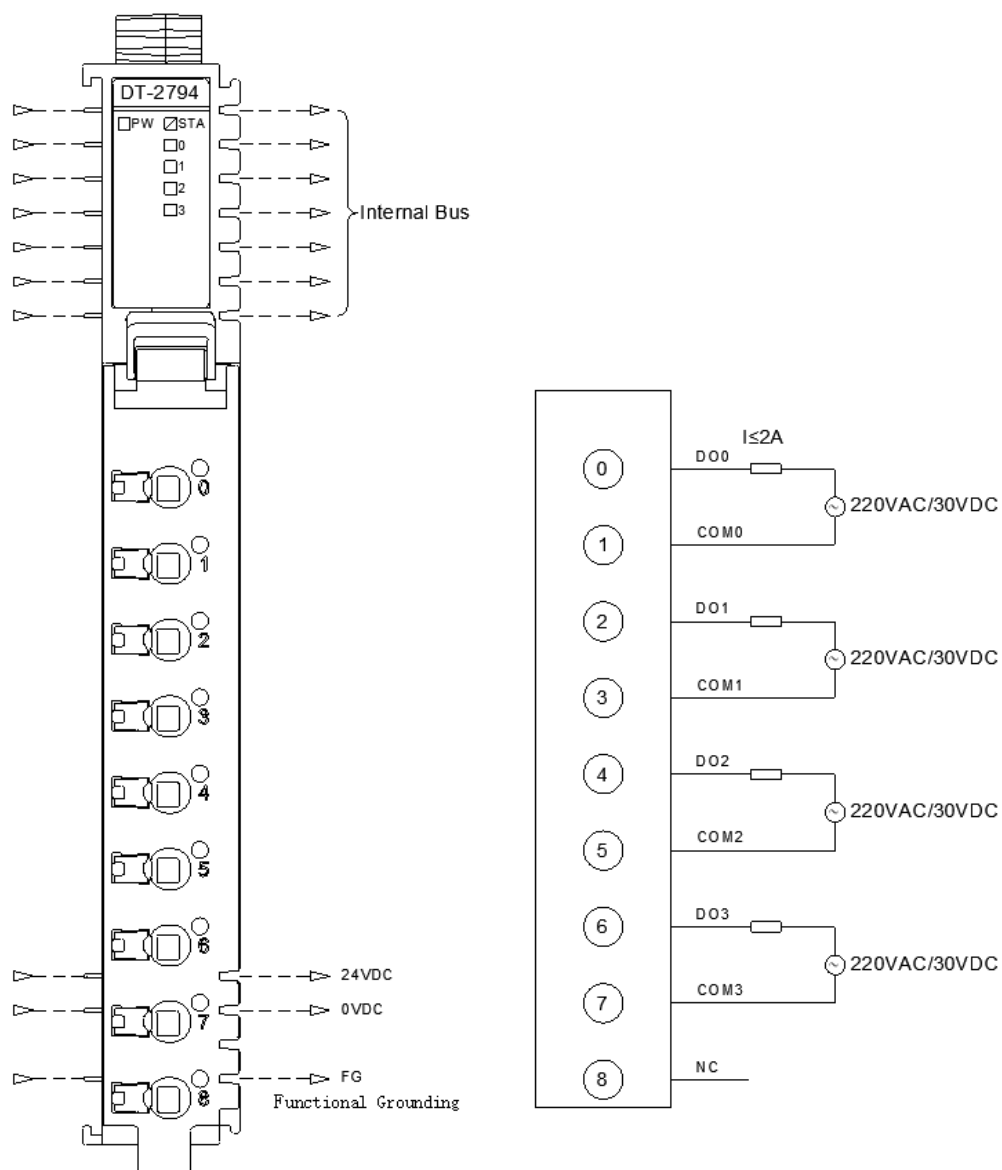 DT-2794
PW STA
0
1
2
3
Internal Bus
0
1
2
3
4
5
6
7
8
24VDC
0VDC
FG
Functional Grounding
I≤2A
0
DO0
220VAC/30VDC
1
COM0
2
DO1
220VAC/30VDC
3
COM1
4
DO2
220VAC/30VDC
5
COM2
6
DO3
220VAC/30VDC
7
COM3
8
NC